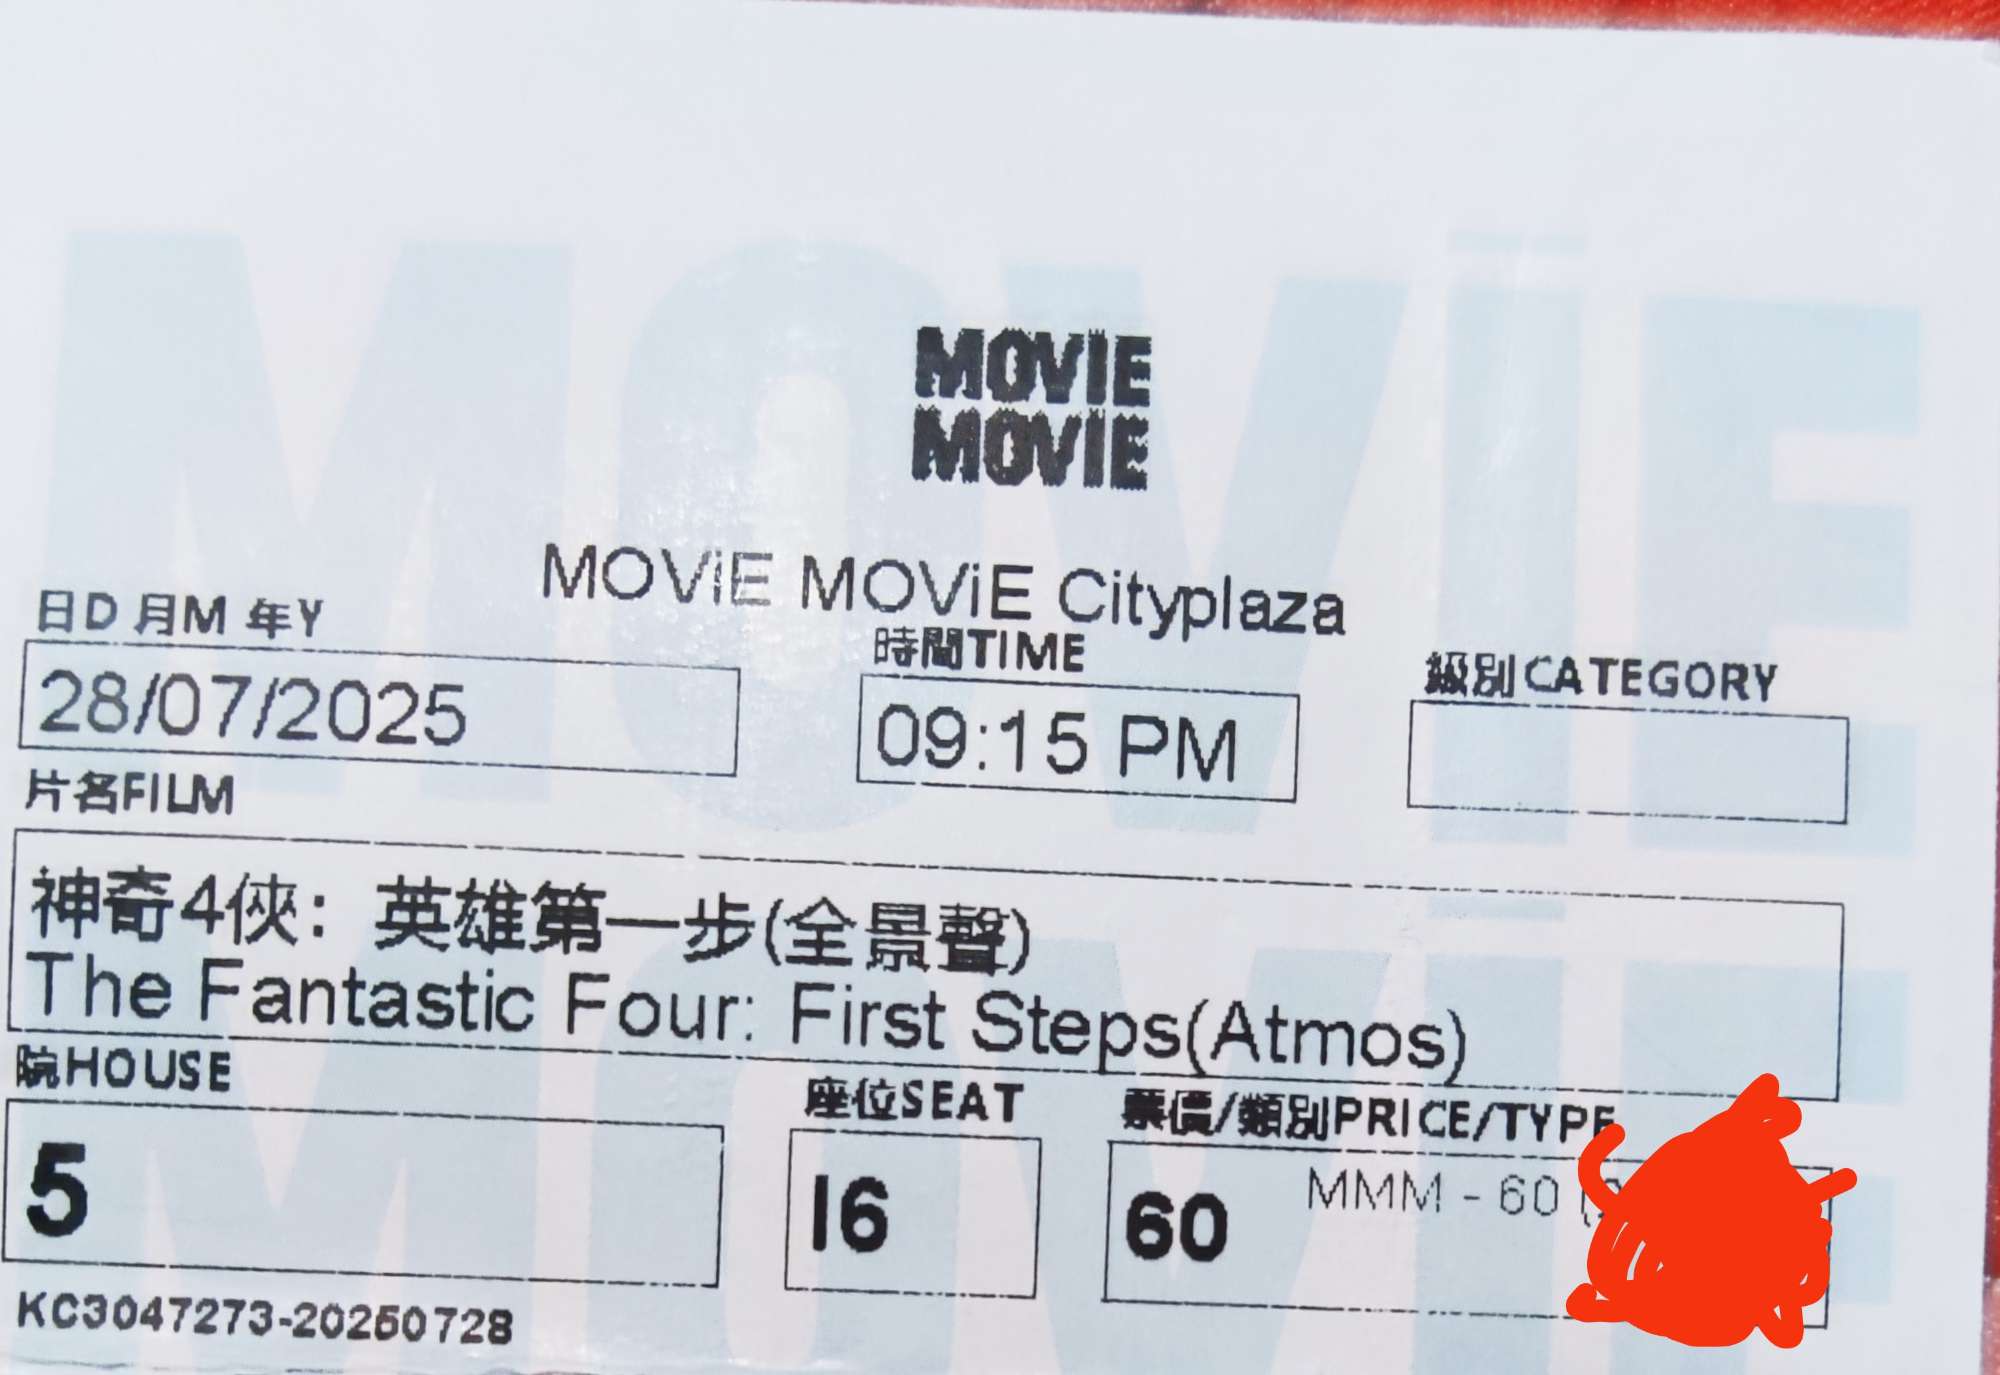 MOViE
MOViE
MOViE MOViE Cityplaza
日D 月M 年Y
時間TIME
級別CATEGORY
28/07/2025
09:15 PM
片名FILM
神奇4俠: 英雄第一步(全景聲)
The Fantastic Four: First Steps(Atmos)
院HOUSE
座位SEAT
票價/類別PRICE/TYPE
5
I6
60
MMM - 60
KC3047273-20250728
MOViE
MOViE